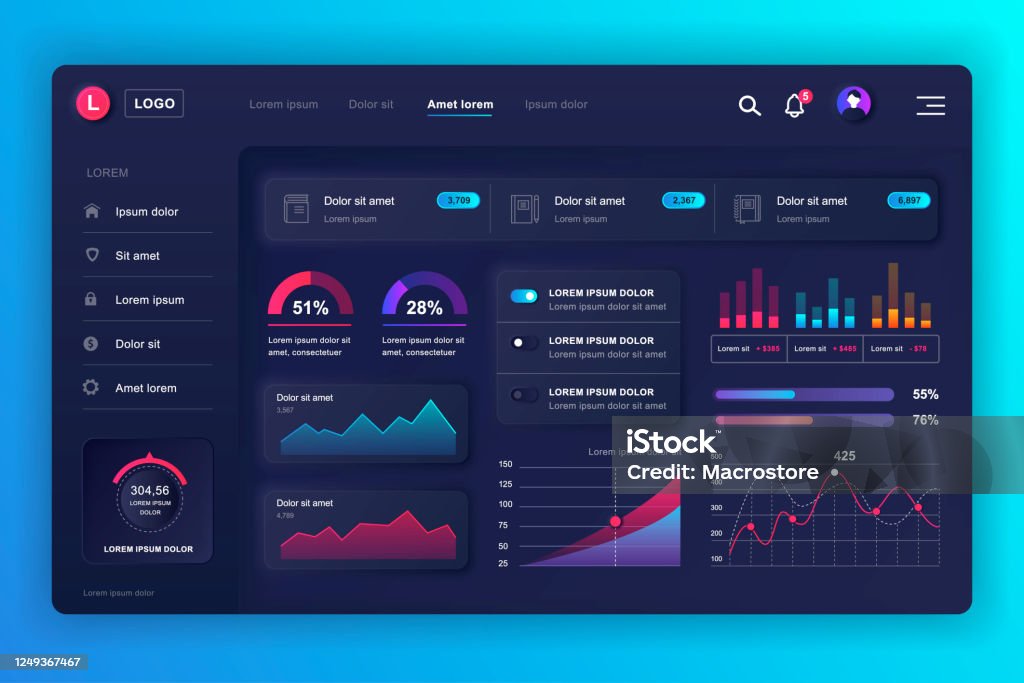 L
LOGO
Lorem ipsum
Dolor sit
Amet lorem
Ipsum dolor
5
LOREM
Ipsum dolor
Sit amet
Lorem ipsum
Dolor sit
Amet lorem
304,56
LOREM IPSUM
DOLOR
LOREM IPSUM DOLOR
Lorem ipsum dolor
Dolor sit amet
3,709
Lorem ipsum
Dolor sit amet
2,367
Lorem ipsum
Dolor sit amet
6,897
Lorem ipsum
51%
Lorem ipsum dolor sit
amet, consectetuer
28%
Lorem ipsum dolor sit
amet, consectetuer
LOREM IPSUM DOLOR
Lorem ipsum dolor sit amet
LOREM IPSUM DOLOR
Lorem ipsum dolor sit amet
LOREM IPSUM DOLOR
Lorem ipsum dolor sit amet
Lorem sit + $385
Lorem sit + $485
Lorem sit - $78
55%
76%
Dolor sit amet
3,567
Dolor sit amet
4,789
Lorem ipsum dolor sit
150
125
100
75
50
25
500
400
300
200
100
425
iStock™
Credit: Macrostore
1249367467